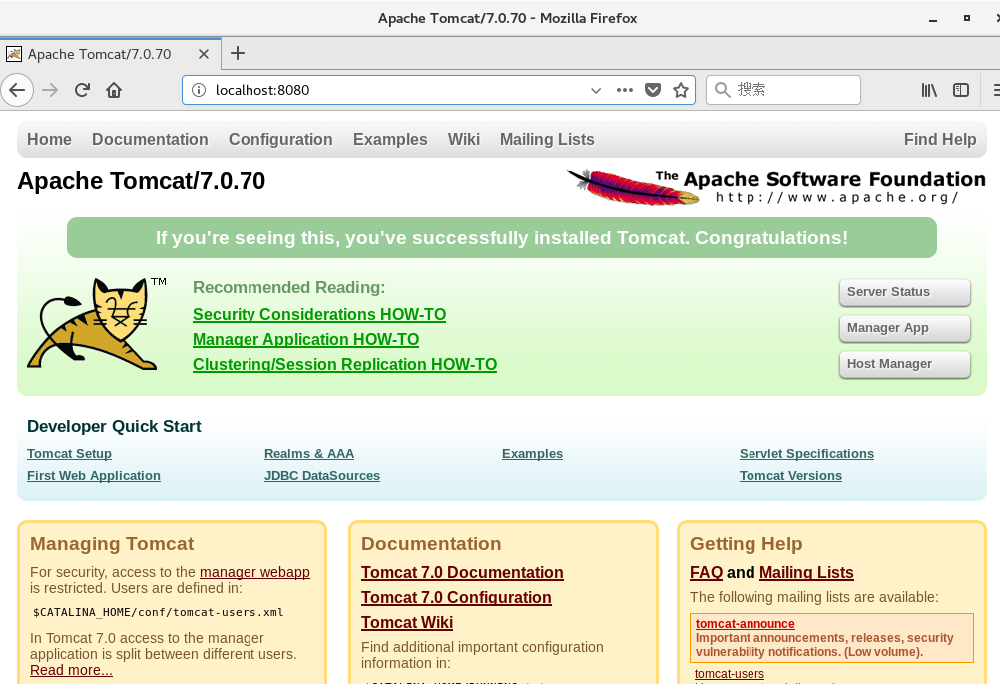 Apache Tomcat/7.0.70 - Mozilla Firefox
Apache Tomcat/7.0.70
localhost:8080
搜索
Home Documentation Configuration Examples Wiki Mailing Lists Find Help
Apache Tomcat/7.0.70
The Apache Software Foundation
http://www.apache.org/
If you're seeing this, you've successfully installed Tomcat. Congratulations!
TM
Recommended Reading:
Security Considerations HOW-TO
Manager Application HOW-TO
Clustering/Session Replication HOW-TO
Server Status
Manager App
Host Manager
Developer Quick Start
Tomcat Setup
First Web Application
Realms & AAA
JDBC DataSources
Examples
Servlet Specifications
Tomcat Versions
Managing Tomcat
For security, access to the manager webapp
is restricted. Users are defined in:
$CATALINA_HOME/conf/tomcat-users.xml
In Tomcat 7.0 access to the manager
application is split between different users.
Read more...
Documentation
Tomcat 7.0 Documentation
Tomcat 7.0 Configuration
Tomcat Wiki
Find additional important configuration
information in:
Getting Help
FAQ and Mailing Lists
The following mailing lists are available:
tomcat-announce
Important announcements, releases, security
vulnerability notifications. (Low volume).
tomcat-users